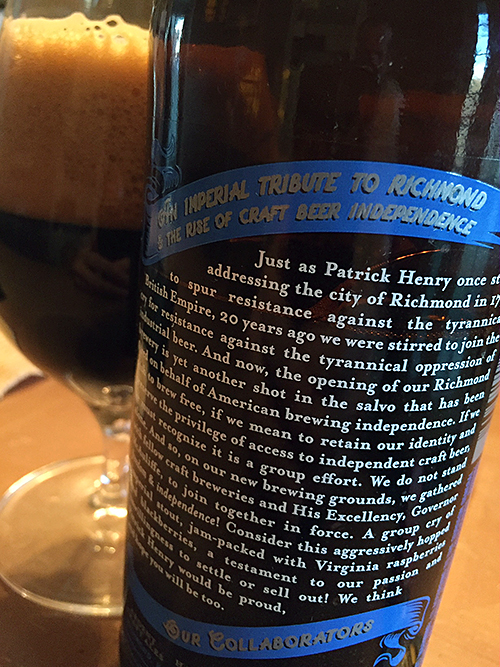 An IMPERIAL TRIBUTE TO RICHMOND
& THE RISE OF CRAFT BEER INDEPENDENCE
Just as Patrick Henry once st
addressing the city of Richmond in 17
to spur resistance against the tyrannica
British Empire, 20 years ago we were stirred to join the
cry for resistance against the tyrannical oppression of
industrial beer. And now, the opening of our Richmond
brewery is yet another shot in the salvo that has been
on behalf of American brewing independence. If we
to brew free, if we mean to retain our identity and
the privilege of access to independent craft beer,
must recognize it is a group effort. We do not stand
And so, on our new brewing grounds, we gathered
fellow craft breweries and His Excellency, Governor
to join together in force. A group cry of
& independence! Consider this aggressively hopped
stout, jam-packed with Virginia raspberries
blackberries, a testament to our passion and
to settle or sell out! We think
Henry would be proud,
you will be too.
OUR COLLABORATORS